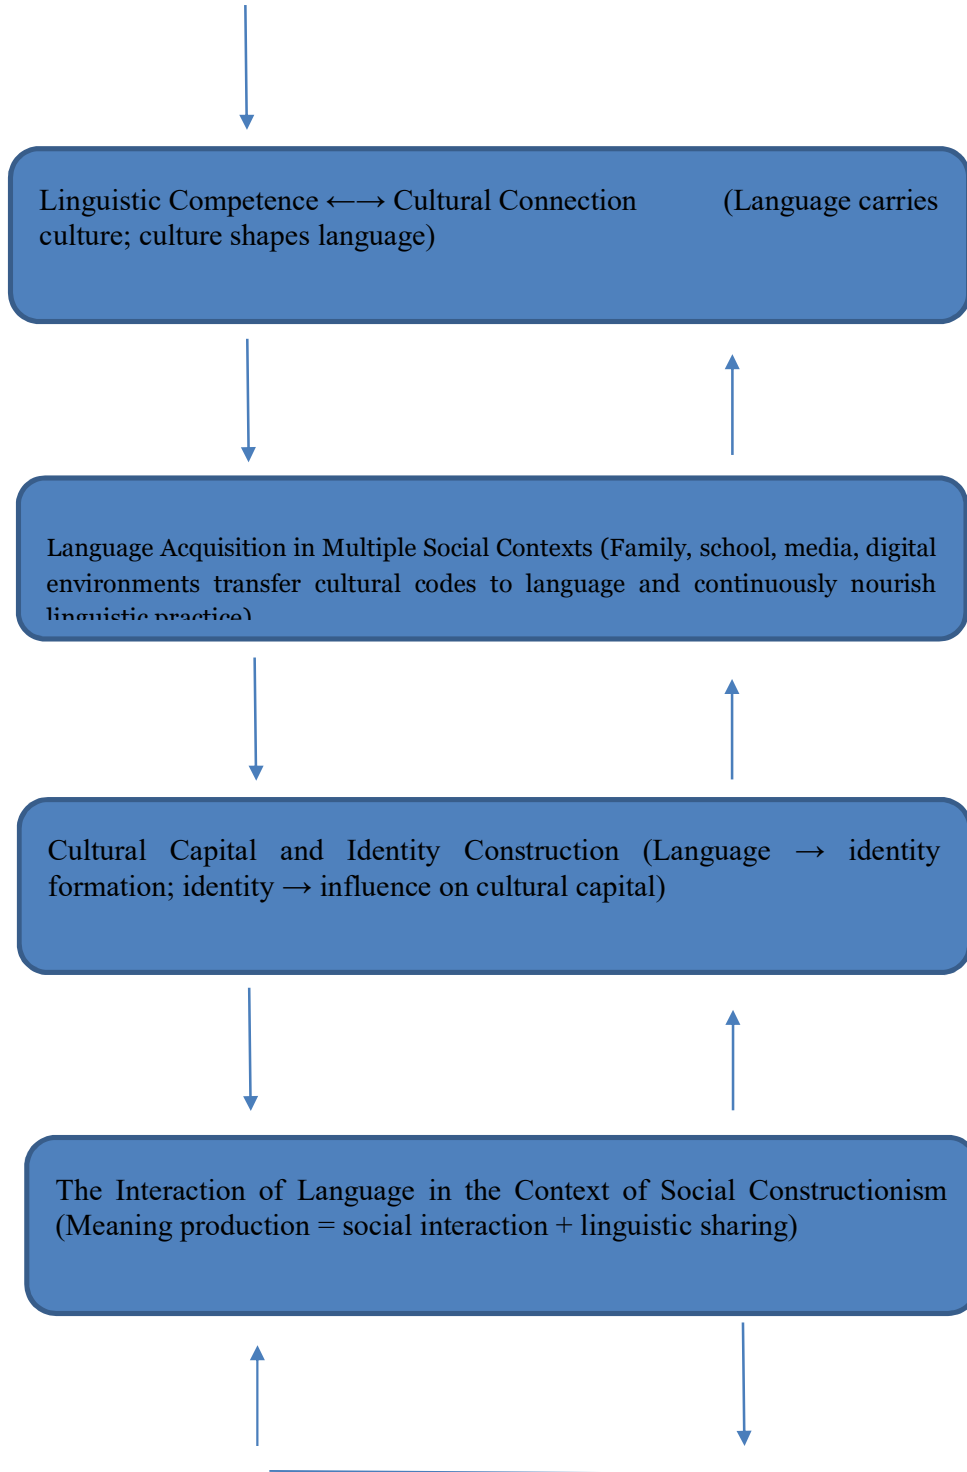 Linguistic Competence ←→ Cultural Connection (Language carries
culture; culture shapes language)
Language Acquisition in Multiple Social Contexts (Family, school, media, digital
environments transfer cultural codes to language and continuously nourish
linguistic practice)
Cultural Capital and Identity Construction (Language → identity
formation; identity → influence on cultural capital)
The Interaction of Language in the Context of Social Constructionism
(Meaning production = social interaction + linguistic sharing)